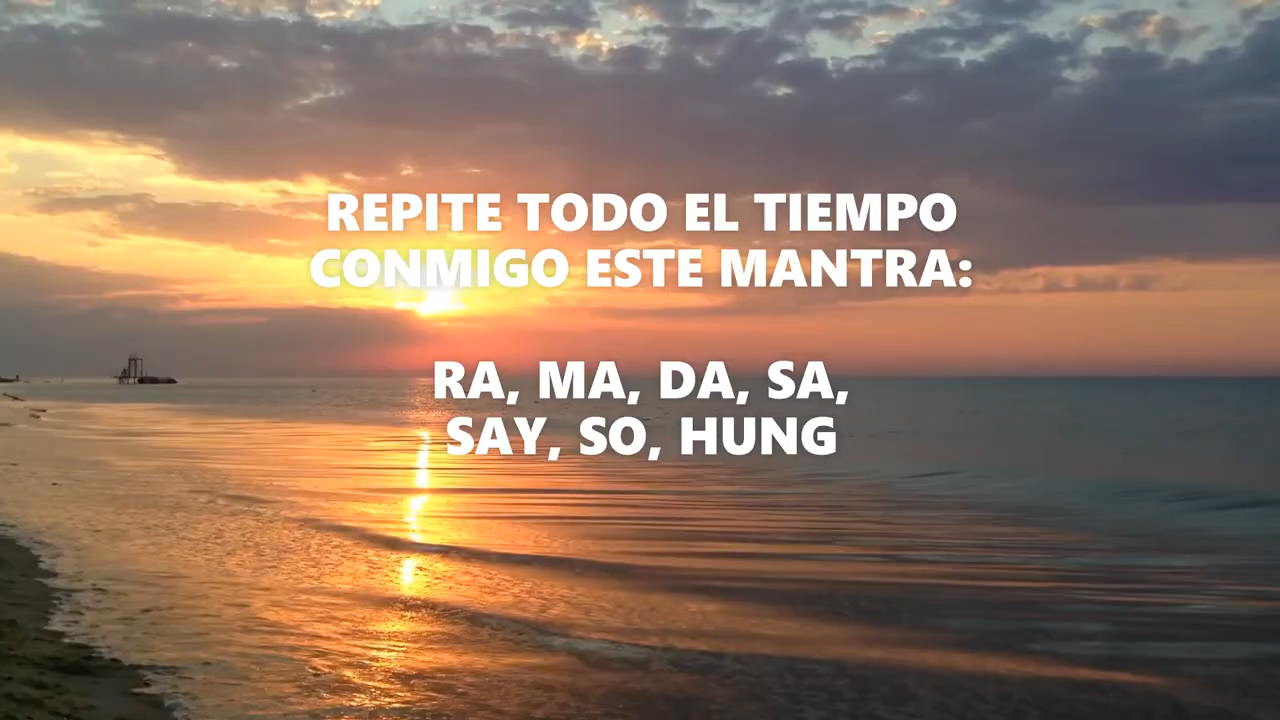 REPITE TODO EL TIEMPO
CONMIGO ESTE MANTRA:
RA, MA, DA, SA,
SAY, SO, HUNG